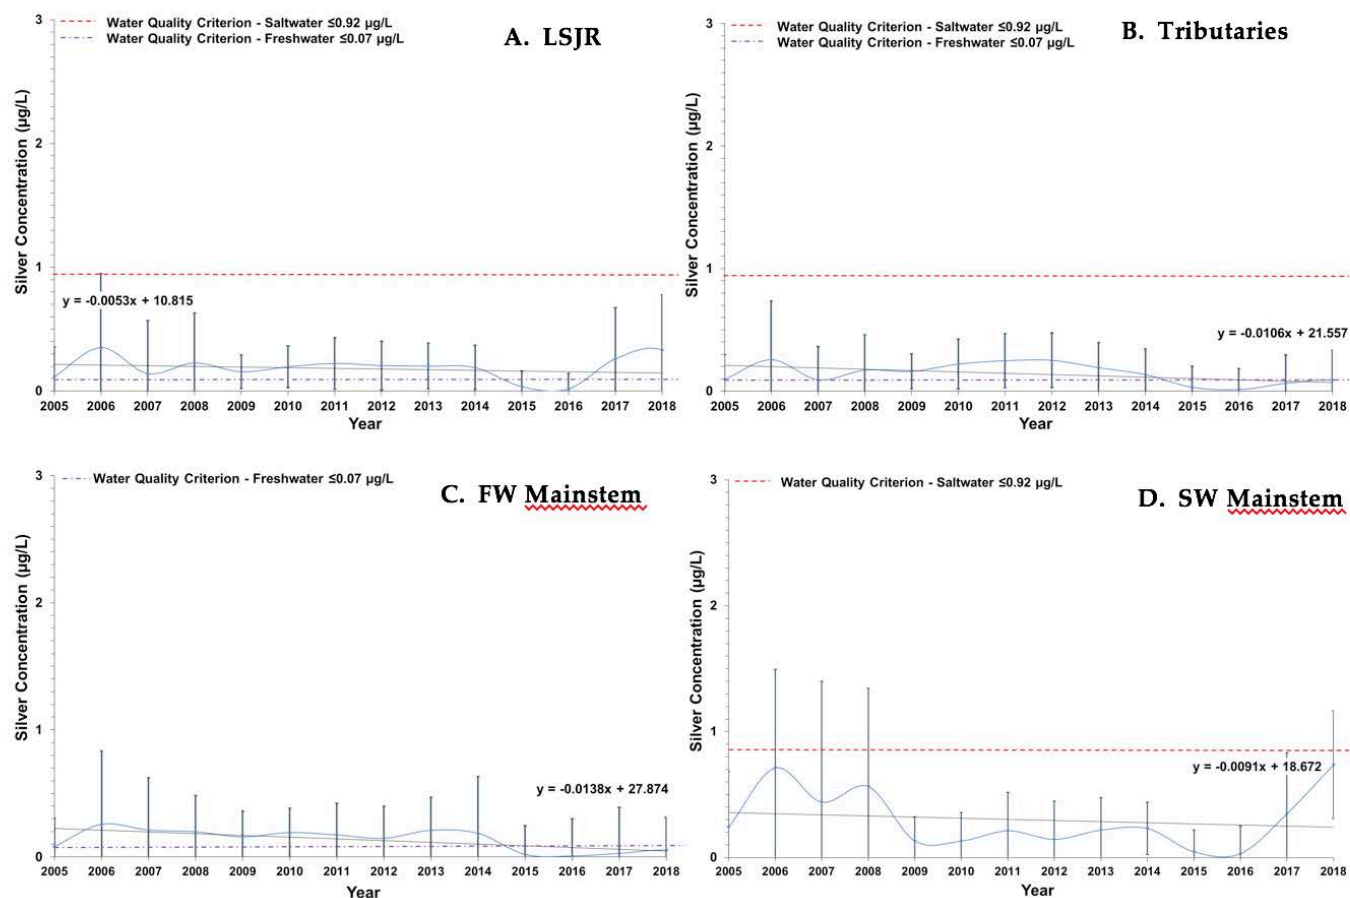 Water Quality Criterion - Saltwater ≤0.92 µg/L
Water Quality Criterion - Freshwater ≤0.07 µg/L
A. LSJR
Silver Concentration (µg/L)
3
2
1
0
y = -0.0053x + 10.815
2005 2006 2007 2008 2009 2010 2011 2012 2013 2014 2015 2016 2017 2018
Year
Water Quality Criterion - Saltwater ≤0.92 µg/L
Water Quality Criterion - Freshwater ≤0.07 µg/L
B. Tributaries
Silver Concentration (µg/L)
3
2
1
0
y = -0.0106x + 21.557
2005 2006 2007 2008 2009 2010 2011 2012 2013 2014 2015 2016 2017 2018
Year
Water Quality Criterion - Freshwater ≤0.07 µg/L
C. FW Mainstem
Silver Concentration (µg/L)
3
2
1
0
y = -0.0138x + 27.874
2005 2006 2007 2008 2009 2010 2011 2012 2013 2014 2015 2016 2017 2018
Year
Water Quality Criterion - Saltwater ≤0.92 µg/L
D. SW Mainstem
Silver Concentration (µg/L)
3
2
1
0
y = -0.0091x + 18.672
2005 2006 2007 2008 2009 2010 2011 2012 2013 2014 2015 2016 2017 2018
Year